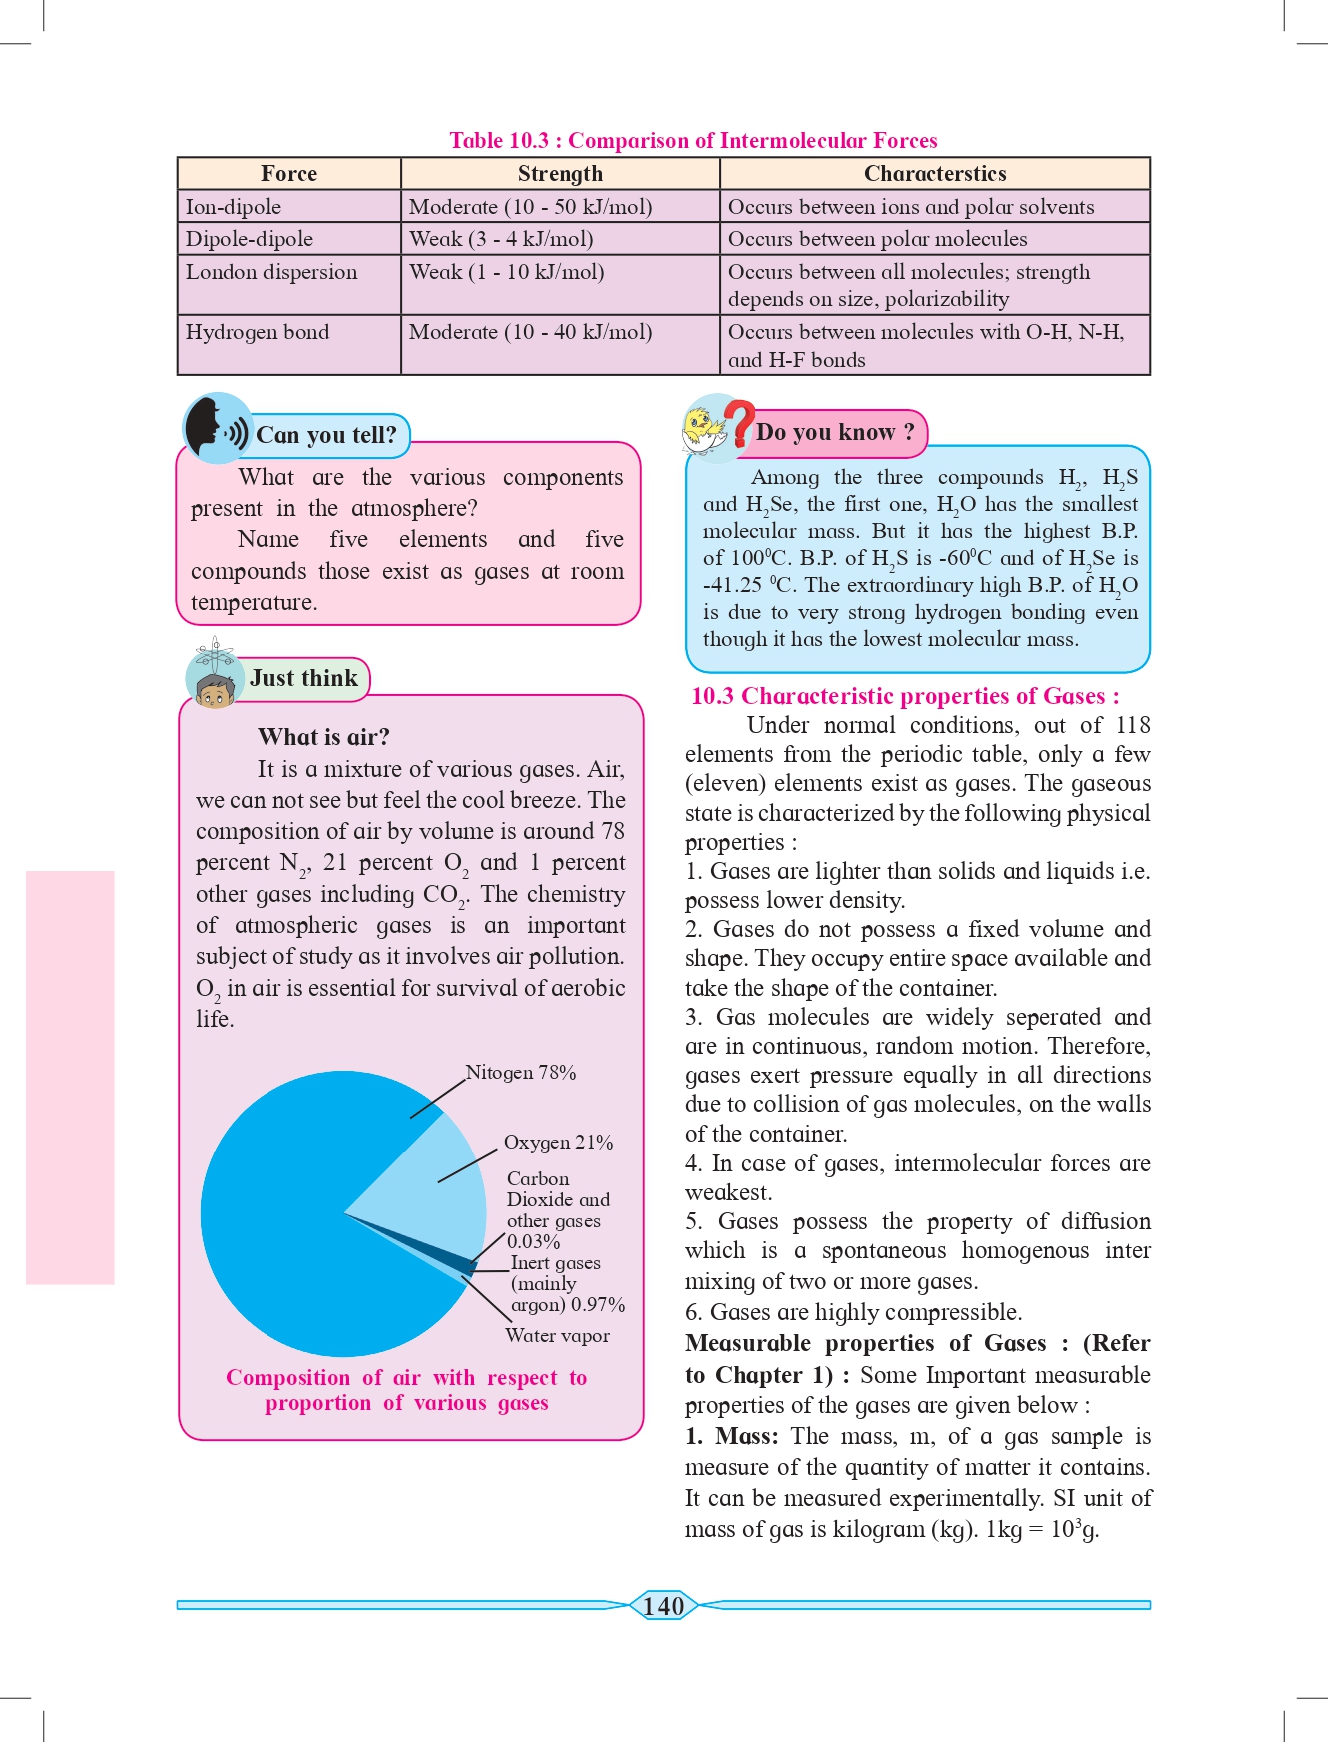 Table 10.3 : Comparison of Intermolecular Forces
Force Strength Characterstics
Ion-dipole Moderate (10 - 50 kJ/mol) Occurs between ions and polar solvents
Dipole-dipole Weak (3 - 4 kJ/mol) Occurs between polar molecules
London dispersion Weak (1 - 10 kJ/mol) Occurs between all molecules; strength
depends on size, polarizability
Hydrogen bond Moderate (10 - 40 kJ/mol) Occurs between molecules with O-H, N-H,
and H-F bonds
Can you tell?
What are the various components
present in the atmosphere?
Name five elements and five
compounds those exist as gases at room
temperature.
Just think
What is air?
It is a mixture of various gases. Air,
we can not see but feel the cool breeze. The
composition of air by volume is around 78
percent N₂, 21 percent O₂ and 1 percent
other gases including CO₂. The chemistry
of atmospheric gases is an important
subject of study as it involves air pollution.
O₂ in air is essential for survival of aerobic
life.
Nitogen 78%
Oxygen 21%
Carbon
Dioxide and
other gases
0.03%
Inert gases
(mainly
argon) 0.97%
Water vapor
Composition of air with respect to
proportion of various gases
Do you know ?
Among the three compounds H₂, H₂S
and H₂Se, the first one, H₂O has the smallest
molecular mass. But it has the highest B.P.
of 100⁰C. B.P. of H₂S is -60⁰C and of H₂Se is
-41.25 ⁰C. The extraordinary high B.P. of H₂O
is due to very strong hydrogen bonding even
though it has the lowest molecular mass.
10.3 Characteristic properties of Gases :
Under normal conditions, out of 118
elements from the periodic table, only a few
(eleven) elements exist as gases. The gaseous
state is characterized by the following physical
properties :
1. Gases are lighter than solids and liquids i.e.
possess lower density.
2. Gases do not possess a fixed volume and
shape. They occupy entire space available and
take the shape of the container.
3. Gas molecules are widely seperated and
are in continuous, random motion. Therefore,
gases exert pressure equally in all directions
due to collision of gas molecules, on the walls
of the container.
4. In case of gases, intermolecular forces are
weakest.
5. Gases possess the property of diffusion
which is a spontaneous homogenous inter
mixing of two or more gases.
6. Gases are highly compressible.
Measurable properties of Gases : (Refer
to Chapter 1) : Some Important measurable
properties of the gases are given below :
1. Mass: The mass, m, of a gas sample is
measure of the quantity of matter it contains.
It can be measured experimentally. SI unit of
mass of gas is kilogram (kg). 1kg = 10³g.
140